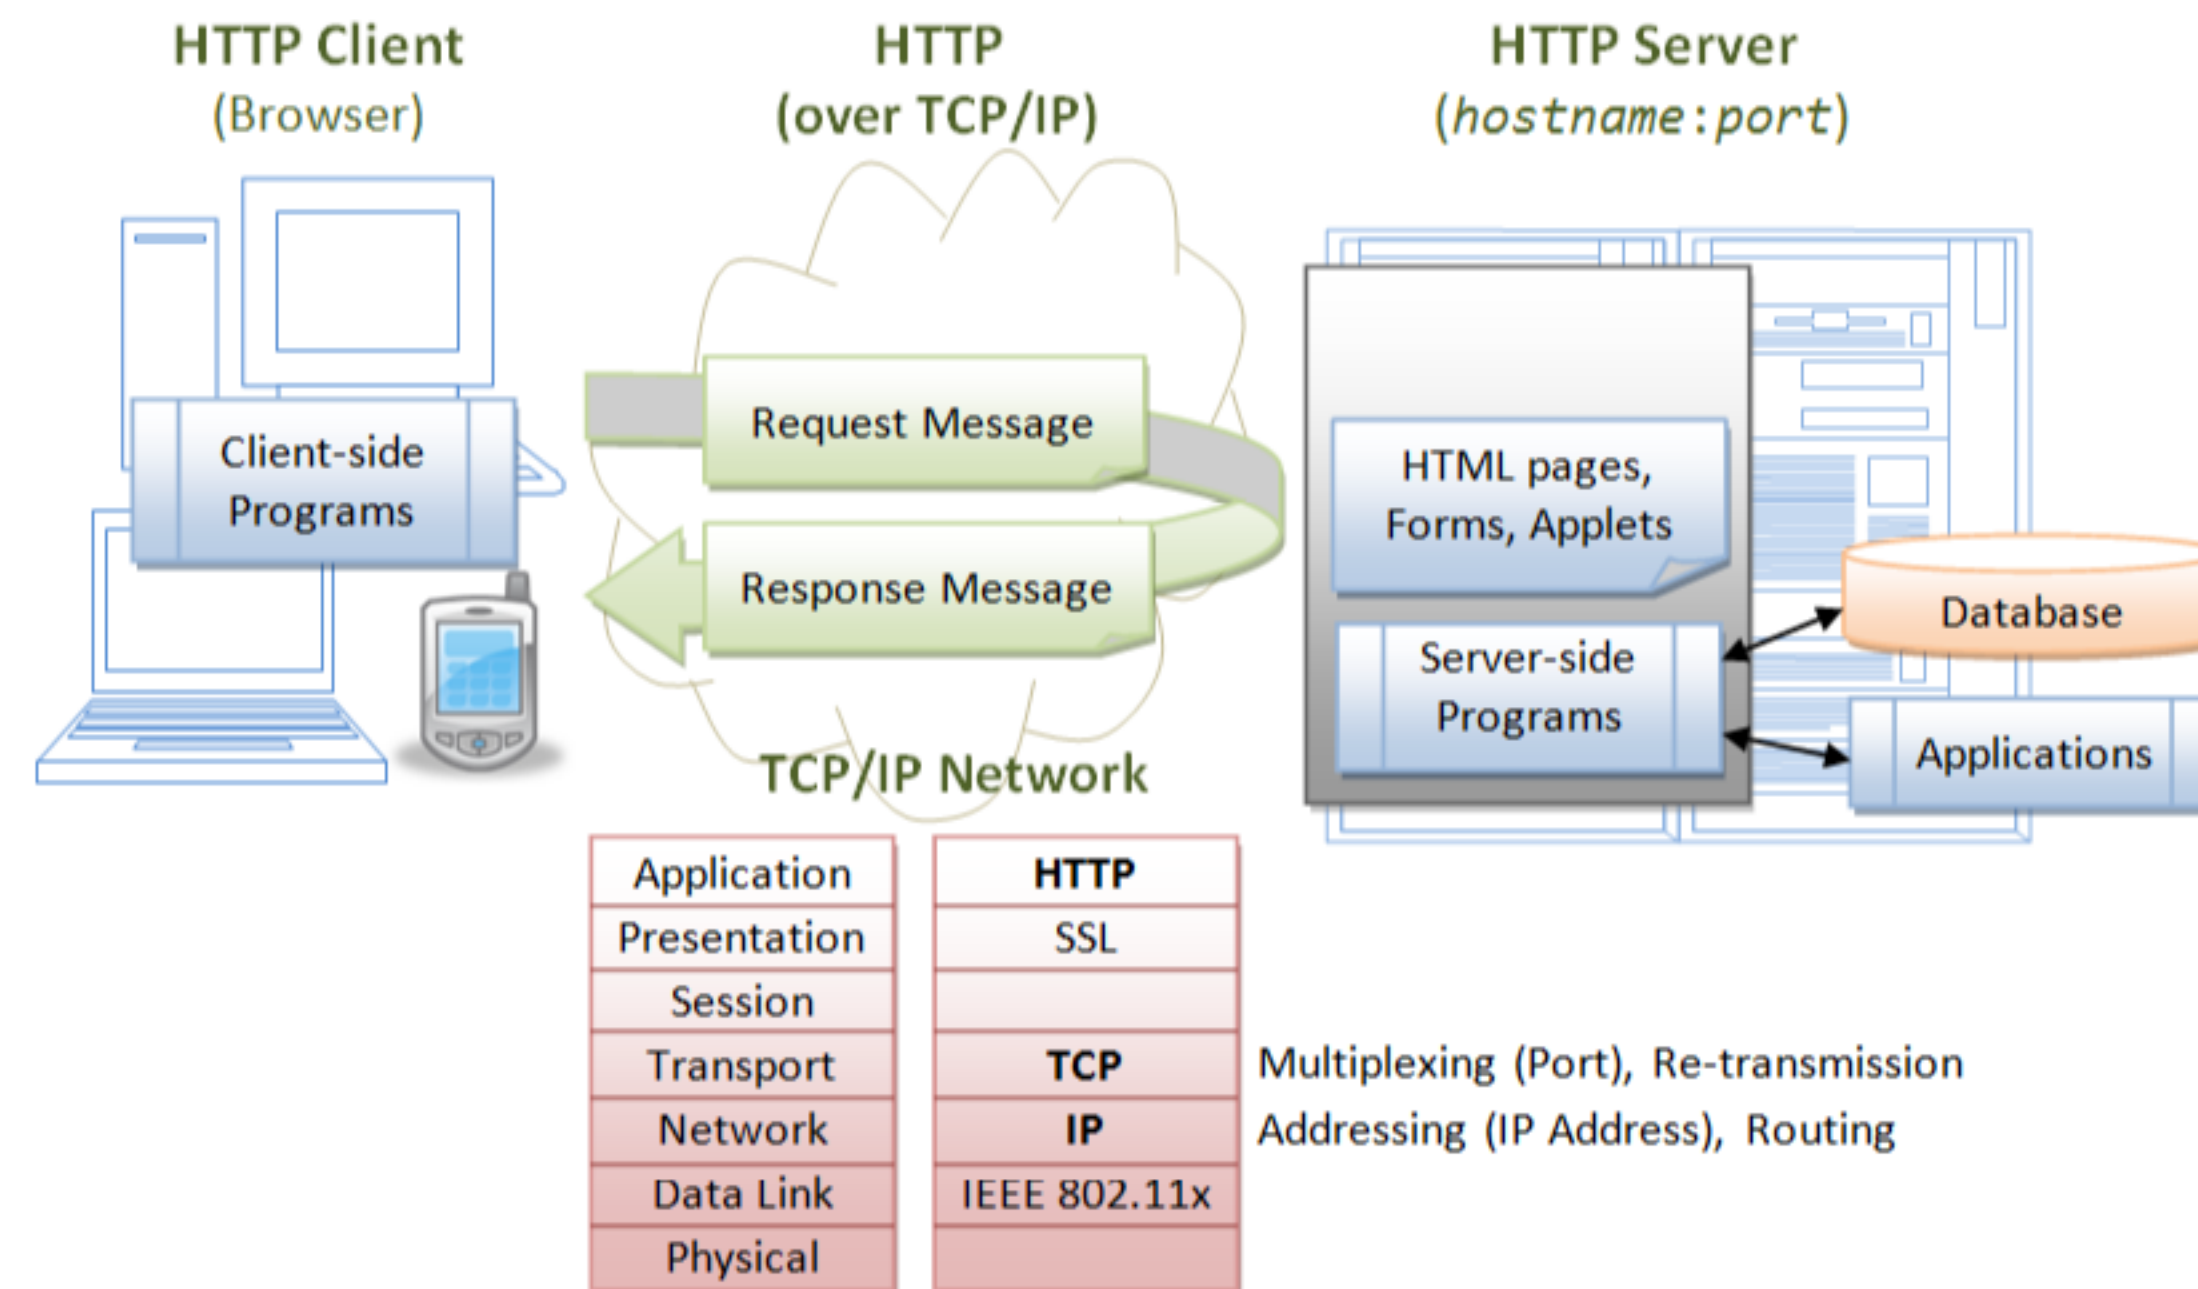 HTTP Client
(Browser)
HTTP
(over TCP/IP)
HTTP Server
(hostname:port)
Client-side
Programs
Request Message
Response Message
TCP/IP Network
HTML pages,
Forms, Applets
Server-side
Programs
Database
Applications
Application HTTP
Presentation SSL
Session
Transport TCP Multiplexing (Port), Re-transmission
Network IP Addressing (IP Address), Routing
Data Link IEEE 802.11x
Physical